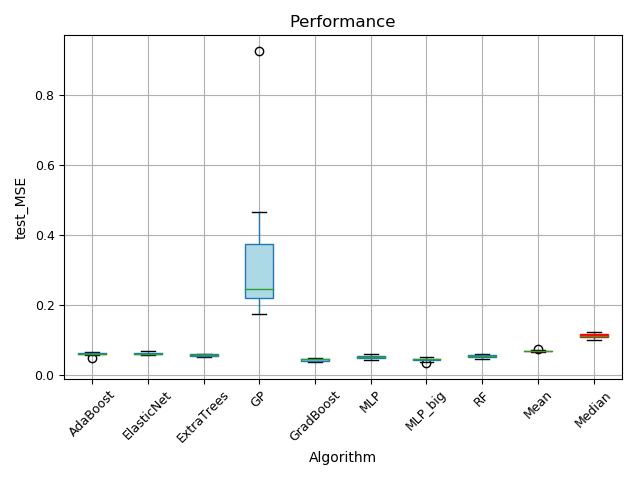 Performance
test_MSE
0.8
0.6
0.4
0.2
0.0
AdaBoost
ElasticNet
ExtraTrees
GP
GradBoost
MLP
MLP_big
RF
Mean
Median
Algorithm